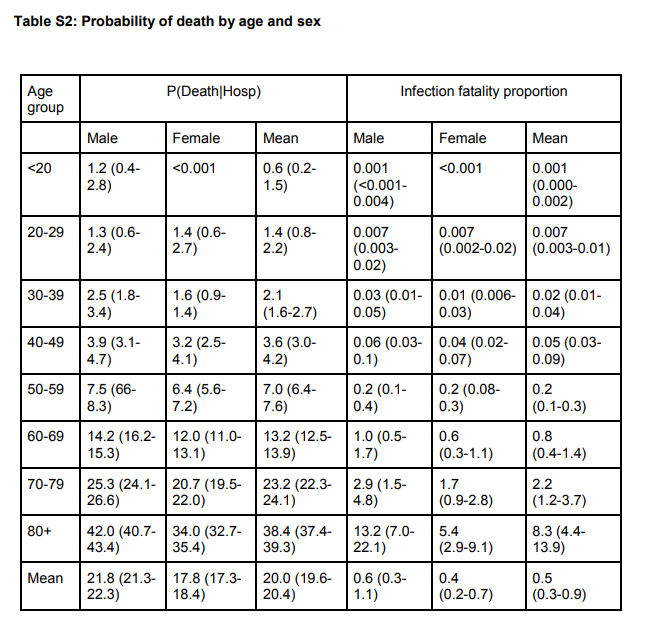 Table S2: Probability of death by age and sex
Age group | P(Death|Hosp) | Infection fatality proportion
Male | Female | Mean | Male | Female | Mean
<20 | 1.2 (0.4-2.8) | <0.001 | 0.6 (0.2-1.5) | 0.001 (<0.001-0.004) | <0.001 | 0.001 (0.000-0.002)
20-29 | 1.3 (0.6-2.4) | 1.4 (0.6-2.7) | 1.4 (0.8-2.2) | 0.007 (0.003-0.02) | 0.007 (0.002-0.02) | 0.007 (0.003-0.01)
30-39 | 2.5 (1.8-3.4) | 1.6 (0.9-1.4) | 2.1 (1.6-2.7) | 0.03 (0.01-0.05) | 0.01 (0.006-0.03) | 0.02 (0.01-0.04)
40-49 | 3.9 (3.1-4.7) | 3.2 (2.5-4.1) | 3.6 (3.0-4.2) | 0.06 (0.03-0.1) | 0.04 (0.02-0.07) | 0.05 (0.03-0.09)
50-59 | 7.5 (66-8.3) | 6.4 (5.6-7.2) | 7.0 (6.4-7.6) | 0.2 (0.1-0.4) | 0.2 (0.08-0.3) | 0.2 (0.1-0.3)
60-69 | 14.2 (16.2-15.3) | 12.0 (11.0-13.1) | 13.2 (12.5-13.9) | 1.0 (0.5-1.7) | 0.6 (0.3-1.1) | 0.8 (0.4-1.4)
70-79 | 25.3 (24.1-26.6) | 20.7 (19.5-22.0) | 23.2 (22.3-24.1) | 2.9 (1.5-4.8) | 1.7 (0.9-2.8) | 2.2 (1.2-3.7)
80+ | 42.0 (40.7-43.4) | 34.0 (32.7-35.4) | 38.4 (37.4-39.3) | 13.2 (7.0-22.1) | 5.4 (2.9-9.1) | 8.3 (4.4-13.9)
Mean | 21.8 (21.3-22.3) | 17.8 (17.3-18.4) | 20.0 (19.6-20.4) | 0.6 (0.3-1.1) | 0.4 (0.2-0.7) | 0.5 (0.3-0.9)